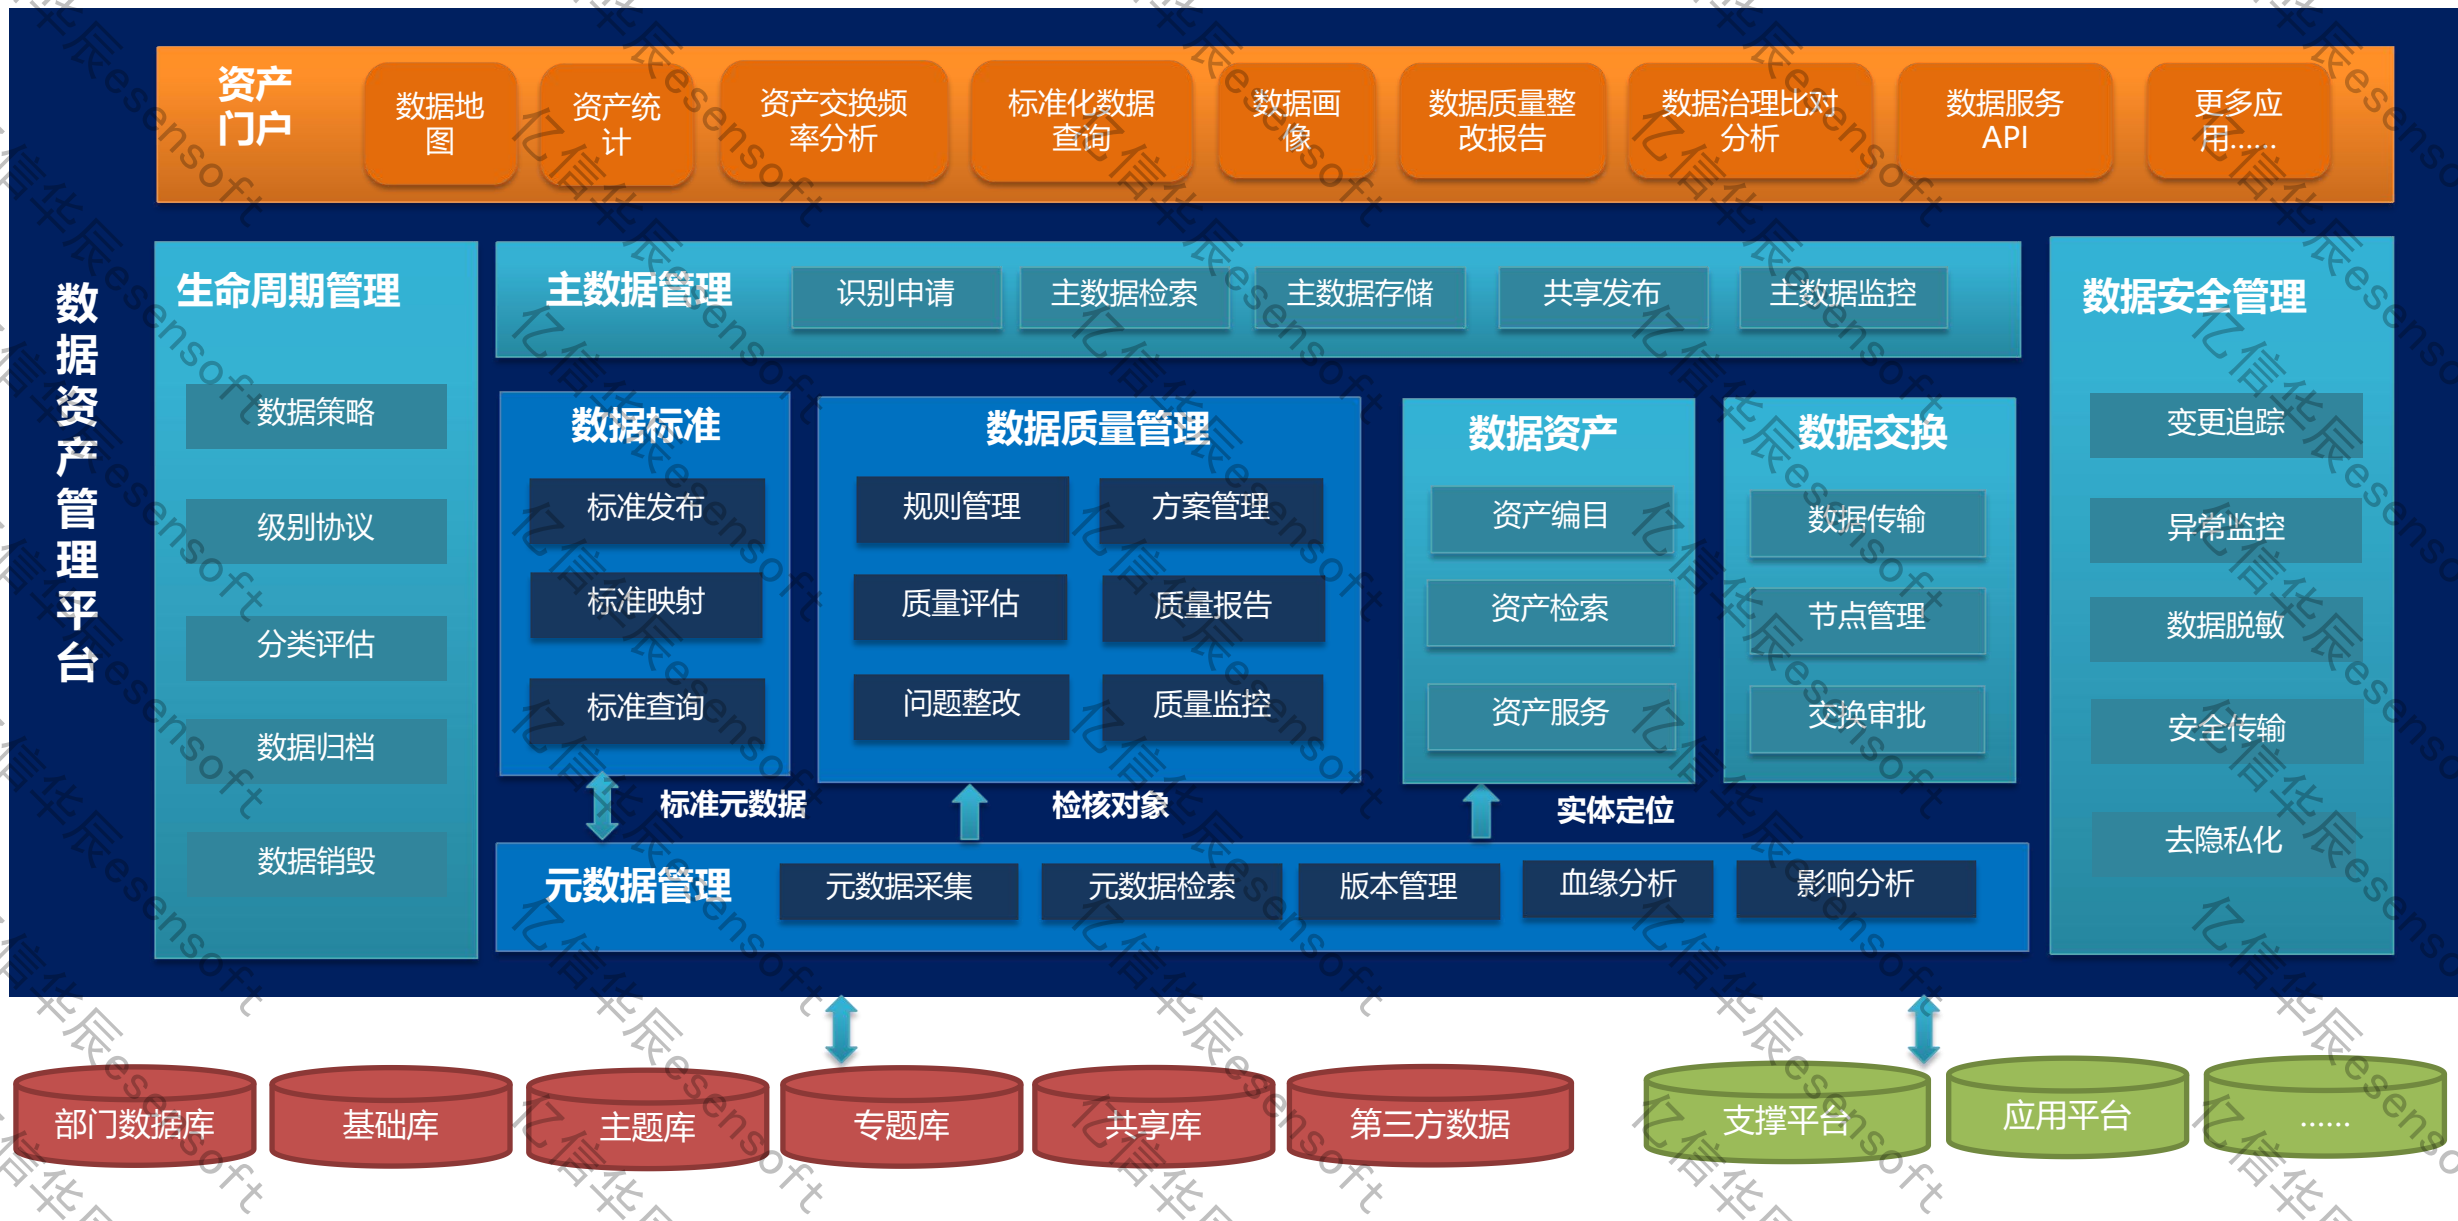 资产
门户
数据地
图
资产统
计
资产交换频
率分析
标准化数据
查询
数据画
像
数据质量整
改报告
数据治理比对
分析
数据服务
API
更多应
用......
数据资产管理平台
生命周期管理
数据策略
级别协议
分类评估
数据归档
数据销毁
主数据管理
识别申请
主数据检索
主数据存储
共享发布
主数据监控
数据标准
标准发布
标准映射
标准查询
数据质量管理
规则管理
方案管理
质量评估
质量报告
问题整改
质量监控
数据资产
资产编目
资产检索
资产服务
数据交换
数据传输
节点管理
交换审批
标准元数据
检核对象
实体定位
元数据管理
元数据采集
元数据检索
版本管理
血缘分析
影响分析
数据安全管理
变更追踪
异常监控
数据脱敏
安全传输
去隐私化
部门数据库
基础库
主题库
专题库
共享库
第三方数据
支撑平台
应用平台
......
亿信华辰esensoft